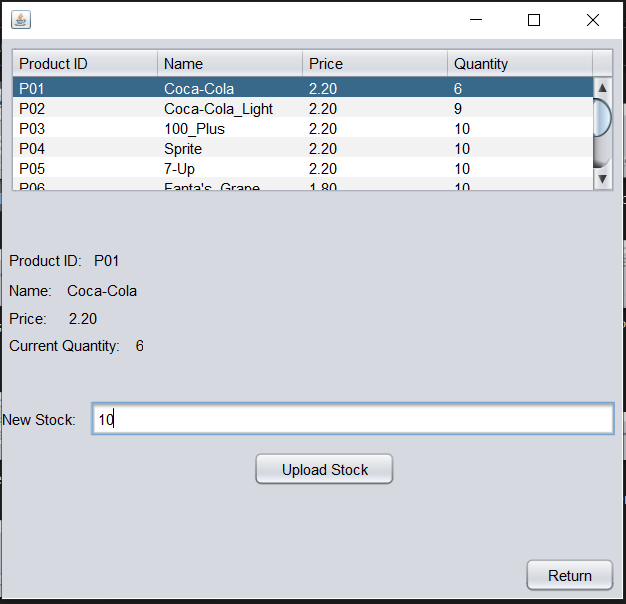 Product ID Name Price Quantity
P01 Coca-Cola 2.20 6
P02 Coca-Cola_Light 2.20 9
P03 100_Plus 2.20 10
P04 Sprite 2.20 10
P05 7-Up 2.20 10
P06 Fanta's_Grape 1.80 10
Product ID: P01
Name: Coca-Cola
Price: 2.20
Current Quantity: 6
New Stock: 10
Upload Stock
Return